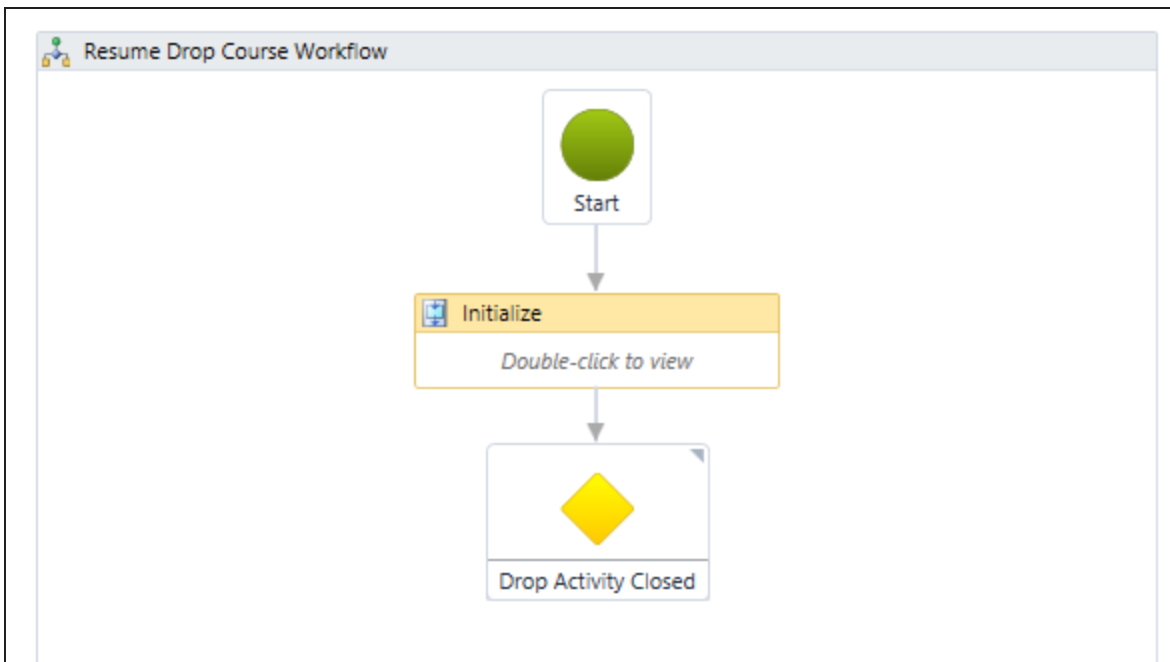 Resume Drop Course Workflow
Start
Initialize
Double-click to view
Drop Activity Closed